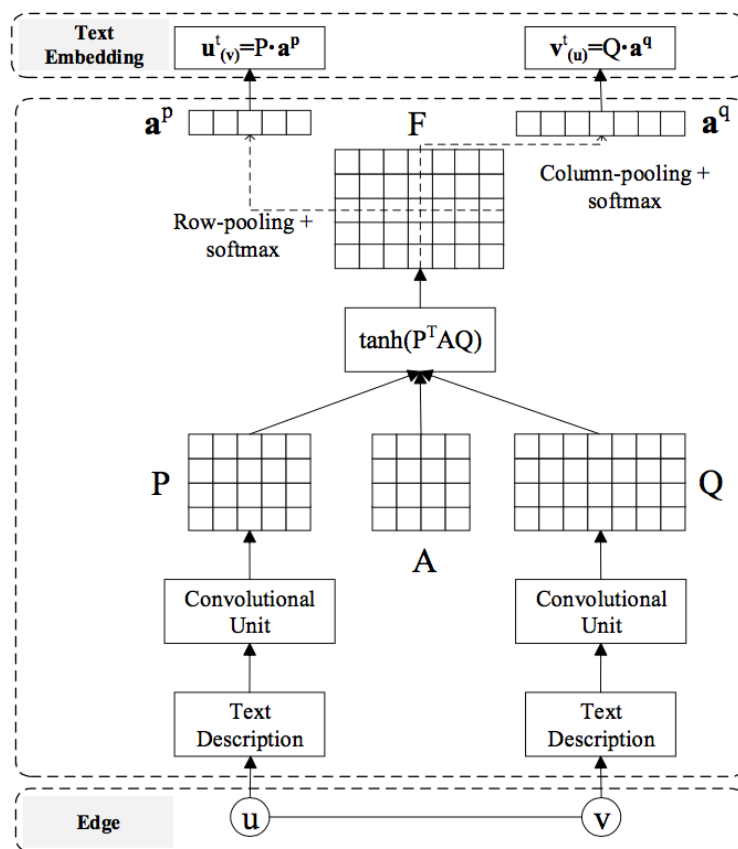 Text
Embedding
u^t_(v)=P·a^p
v^t_(u)=Q·a^q
a^p
F
a^q
Row-pooling +
softmax
Column-pooling +
softmax
tanh(P^TAQ)
P
A
Q
Convolutional
Unit
Convolutional
Unit
Text
Description
Text
Description
Edge
u
v